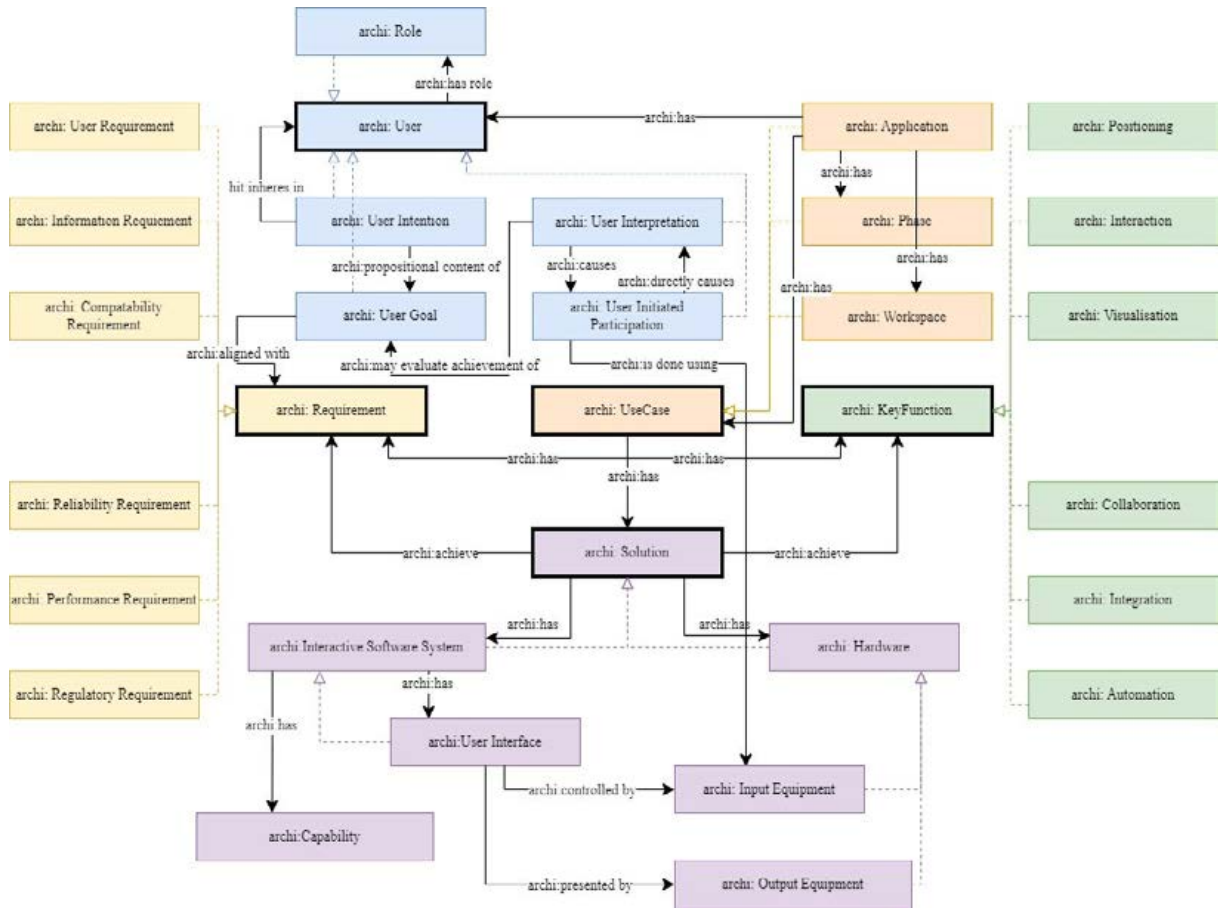 archi: Role
archi:has role
archi: User Requirement
archi: User
archi:has
archi: Application
archi: Positioning
archi:has
hit inheres in
archi: Information Requirement
archi: User Intention
archi: User Interpretation
archi: Phase
archi: Interaction
archi:propositional content of
archi:causes
archi:has
archi:directly causes
archi:has
archi: Compatability
Requirement
archi: User Goal
archi: User Initiated
Participation
archi: Workspace
archi: Visualisation
archi:aligned with
archi:may evaluate achievement of
archi:is done using
archi: Requirement
archi: UseCase
archi: KeyFunction
archi:has
archi:has
archi:has
archi: Reliability Requirement
archi: Collaboration
archi:achieve
archi: Solution
archi:achieve
archi: Performance Requirement
archi: Integration
archi:has
archi:has
archi:Interactive Software System
archi: Hardware
archi:has
archi: Regulatory Requirement
archi: Automation
archi:has
archi:User Interface
archi:controlled by
archi: Input Equipment
archi:Capability
archi:presented by
archi: Output Equipment